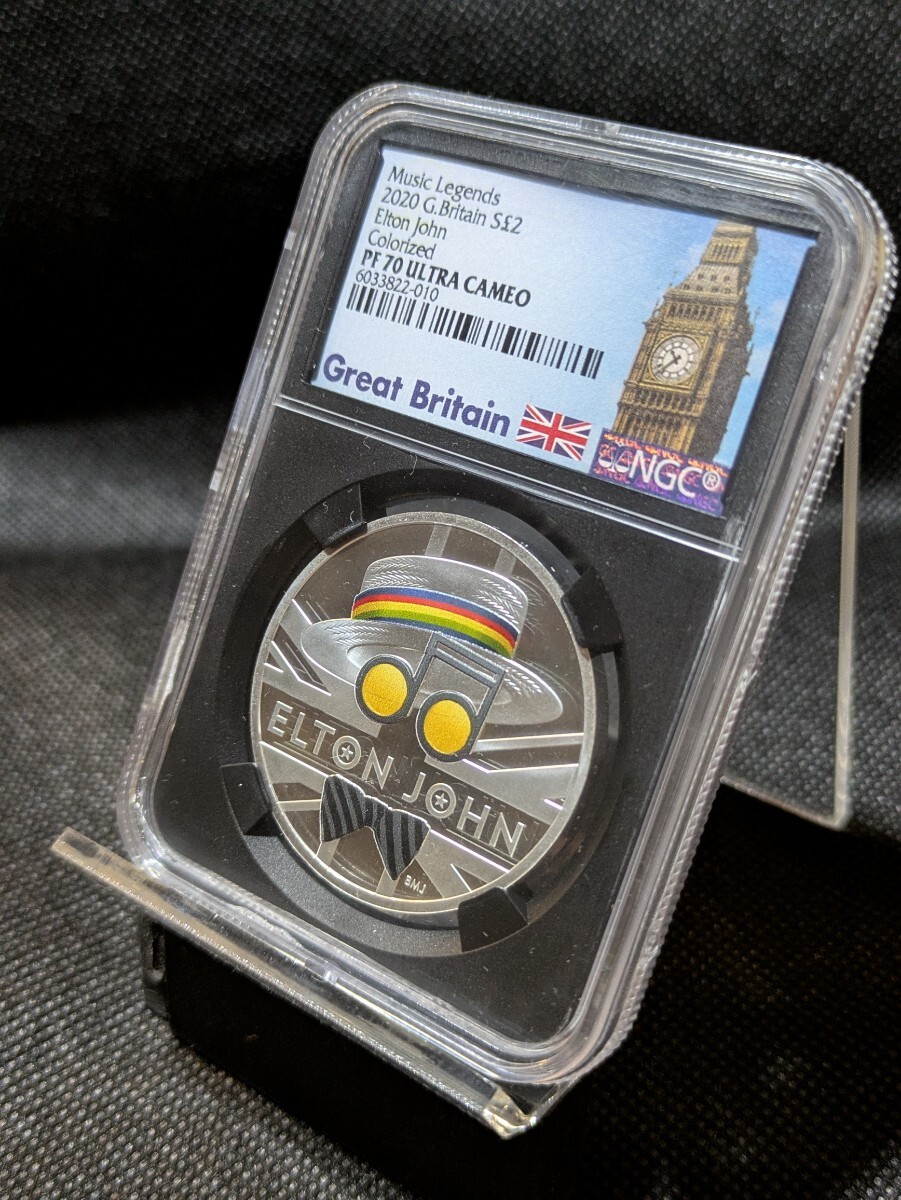 Music Legends
2020 G.Britain S£2
Elton John
Colorized
PF 70 ULTRA CAMEO
6033822-010
Great Britain
NGC®
ELTON JOHN
BMJ